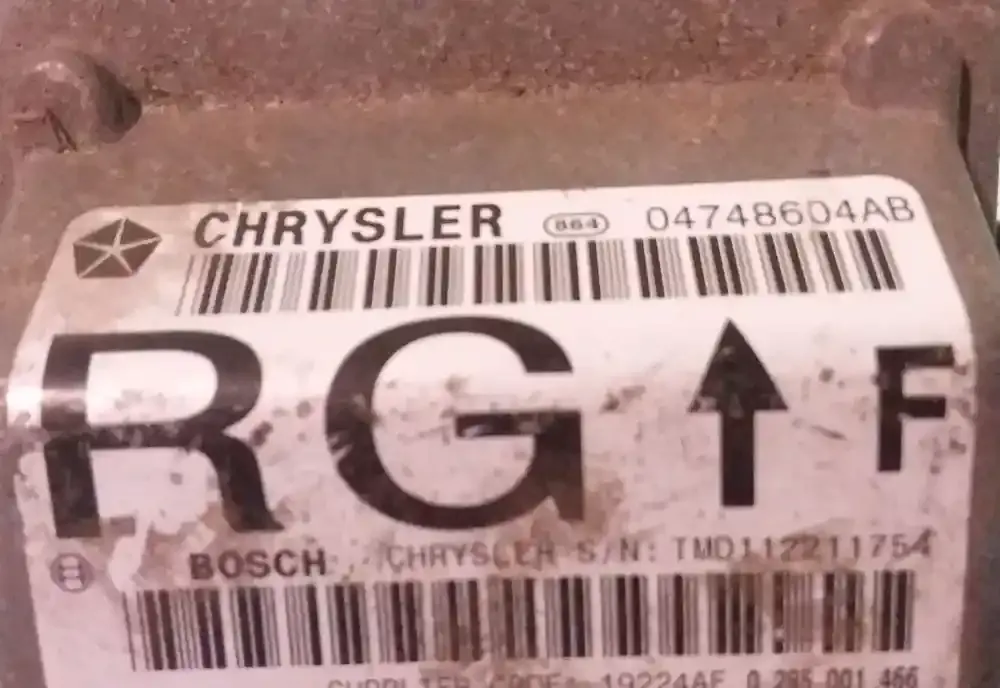 CHRYSLER 864 04748604AB
RG ↑ F
BOSCH CHRYSLER S/N: TMD112211754
SUPPLIER CODE: 19224AF 0 285 001 466